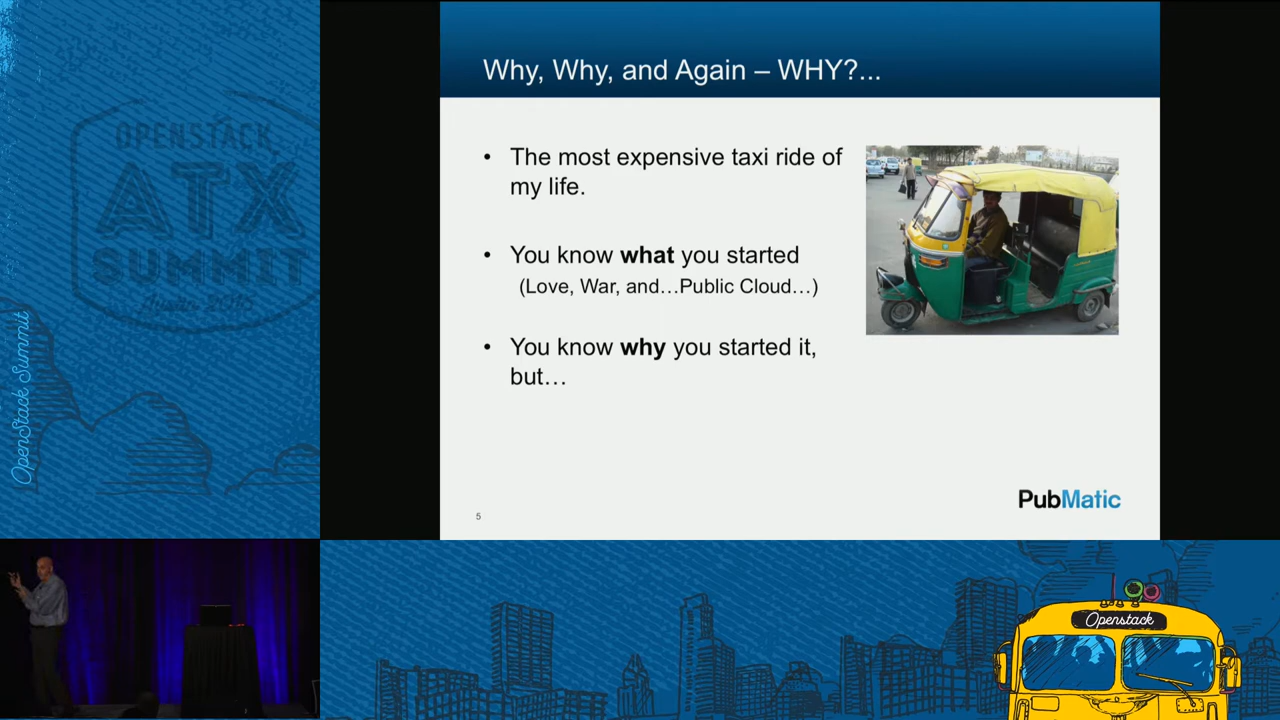 Why, Why, and Again – WHY?...
• The most expensive taxi ride of
my life.
• You know what you started
(Love, War, and…Public Cloud…)
• You know why you started it,
but…
PubMatic
5
OPENSTACK
ATX
SUMMIT
OpenStack Summit
Openstack